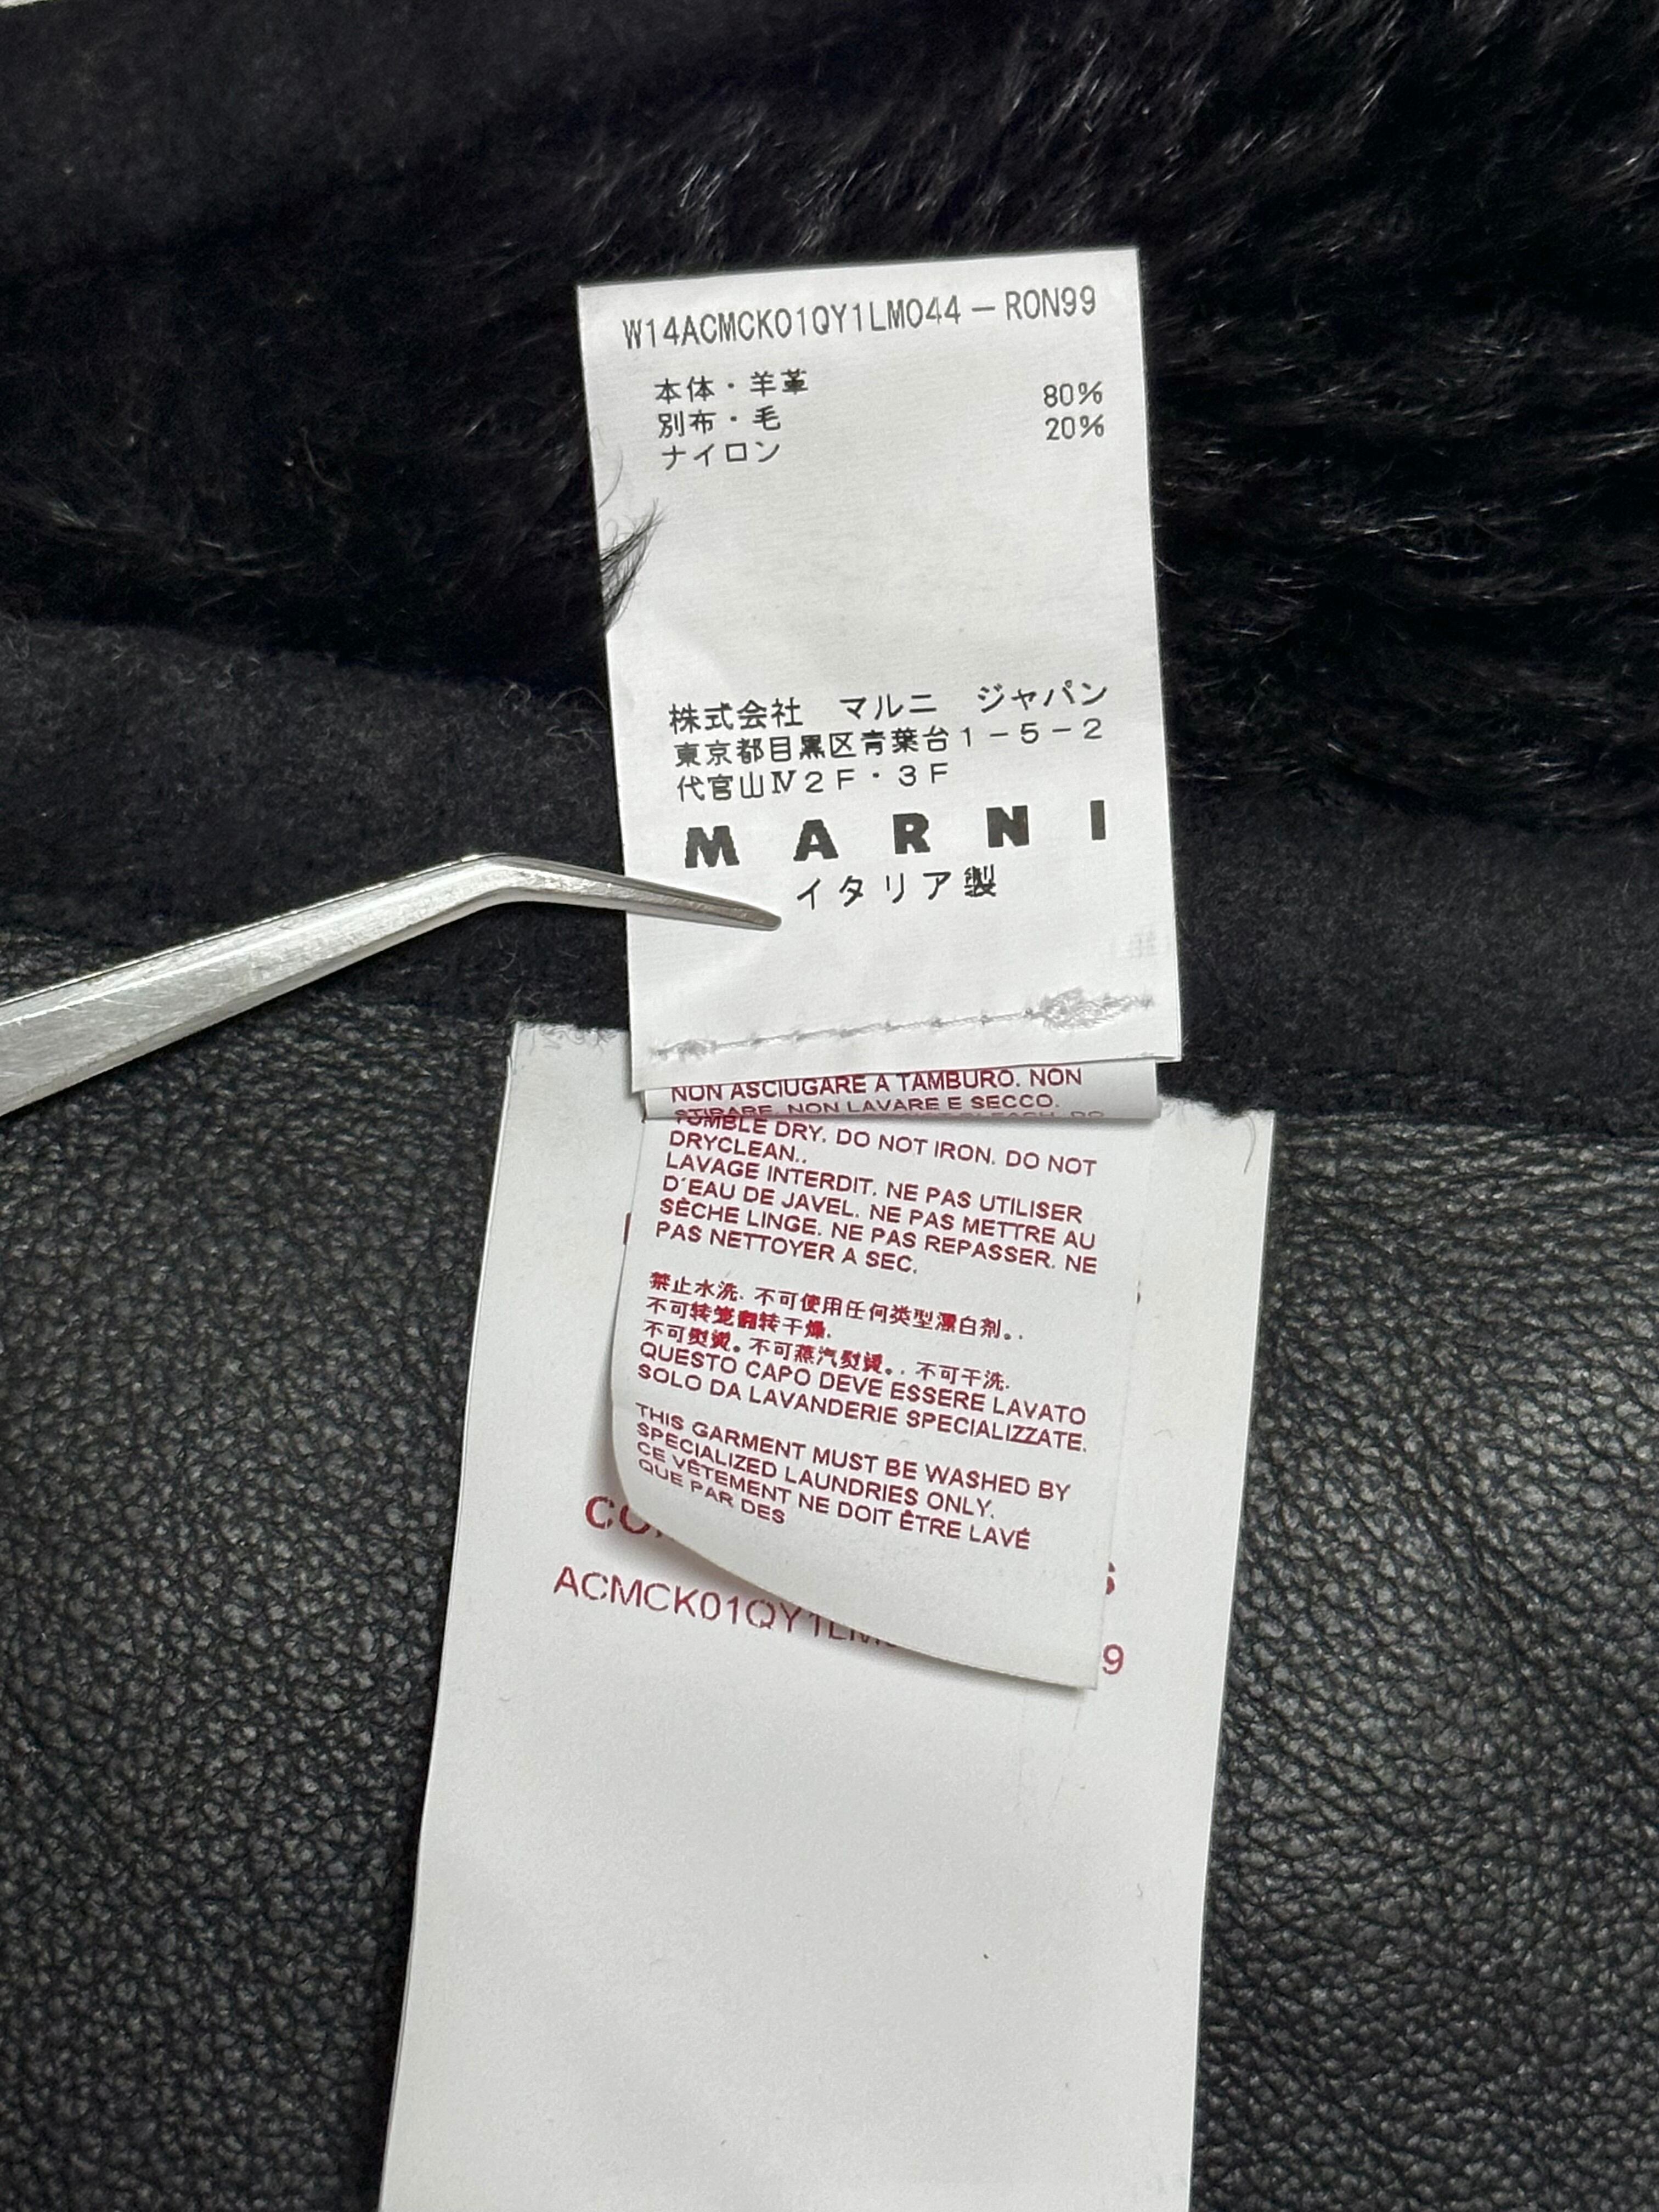 W14ACMCK01QY1LM044－RON99
本体・羊革
別布・毛 80%
ナイロン 20%
株式会社 マルニ ジャパン
東京都目黒区青葉台１－５－２
代官山Ⅳ２Ｆ・３Ｆ
MARNI
イタリア製
NON ASCIUGARE A TAMBURO. NON
STIRARE. NON LAVARE E SECCO.
TUMBLE DRY. DO NOT IRON. DO NOT
DRYCLEAN..
LAVAGE INTERDIT. NE PAS UTILISER
D´EAU DE JAVEL. NE PAS METTRE AU
SÈCHE LINGE. NE PAS REPASSER. NE
PAS NETTOYER A SEC.
禁止水洗. 不可使用任何类型漂白剂。.
不可转笼翻转干燥.
不可熨烫。不可蒸汽熨烫。. 不可干洗.
QUESTO CAPO DEVE ESSERE LAVATO
SOLO DA LAVANDERIE SPECIALIZZATE.
THIS GARMENT MUST BE WASHED BY
SPECIALIZED LAUNDRIES ONLY.
CE VÊTEMENT NE DOIT ÊTRE LAVÉ
QUE PAR DES
ACMCK01QY1LM
9